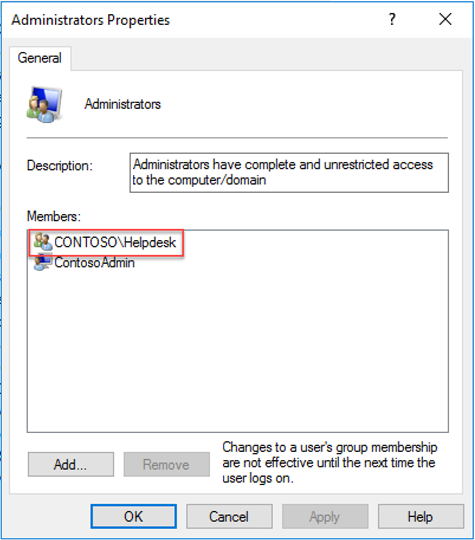 Administrators Properties
?
General
Administrators
Description:
Administrators have complete and unrestricted access
to the computer/domain
Members:
CONTOSO\Helpdesk
ContosoAdmin
Add...
Remove
Changes to a user's group membership
are not effective until the next time the
user logs on.
OK
Cancel
Apply
Help